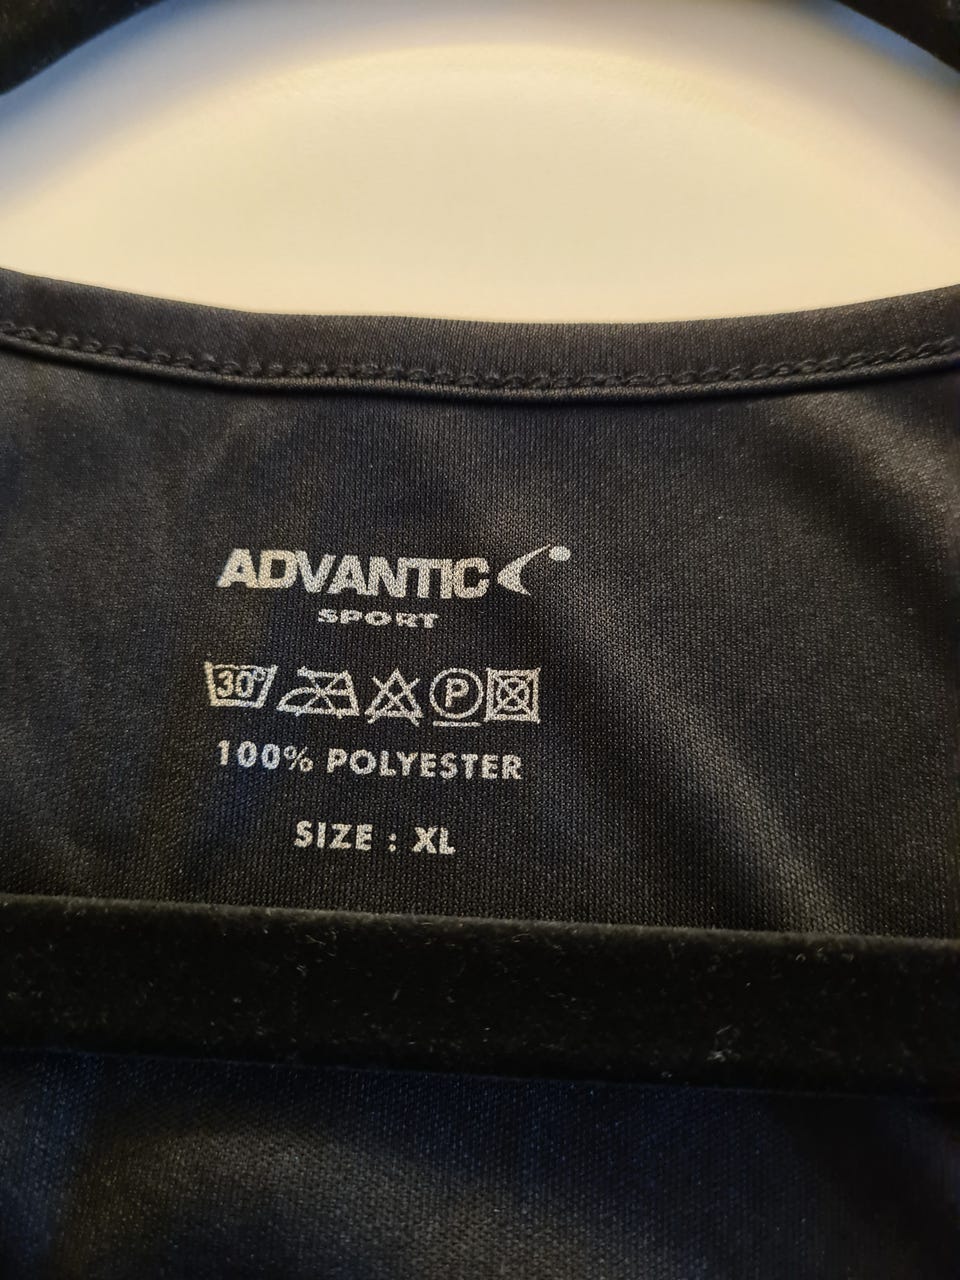 ADVANTIC
SPORT
30° P
100% POLYESTER
SIZE : XL